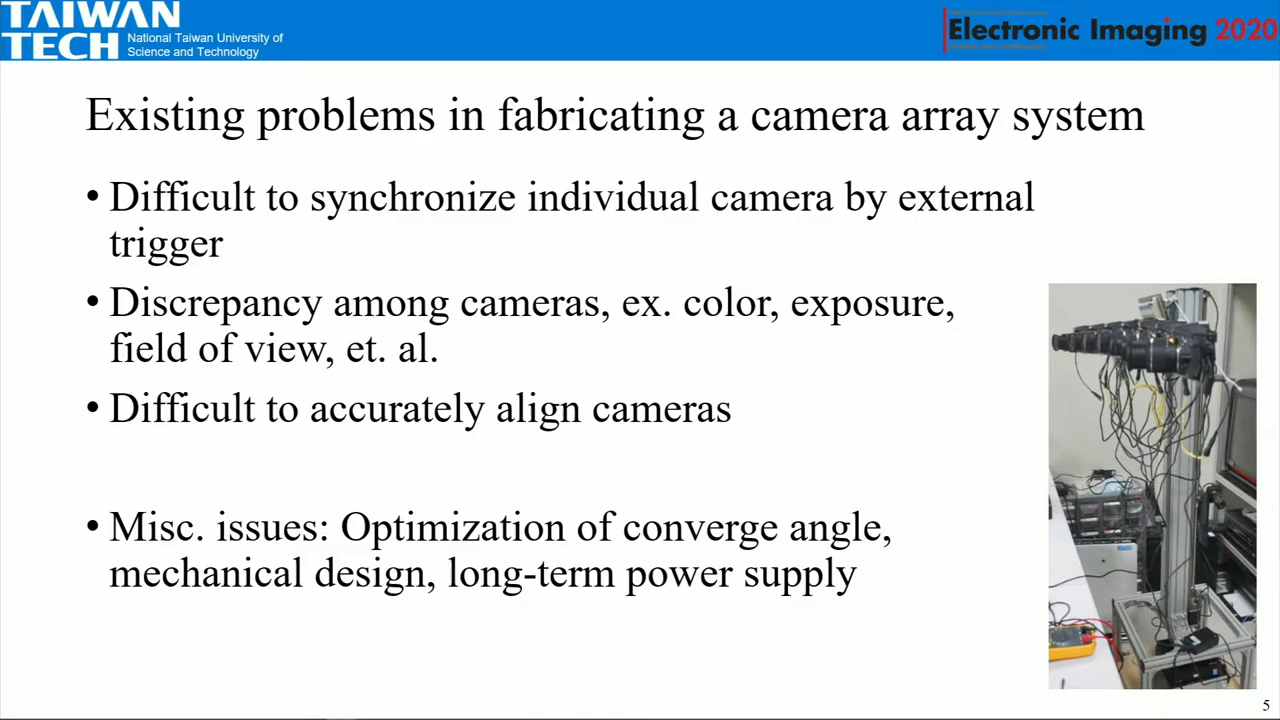 TAIWAN
TECH
National Taiwan University of
Science and Technology
Electronic Imaging 2020
Existing problems in fabricating a camera array system
• Difficult to synchronize individual camera by external
trigger
• Discrepancy among cameras, ex. color, exposure,
field of view, et. al.
• Difficult to accurately align cameras
• Misc. issues: Optimization of converge angle,
mechanical design, long-term power supply
5